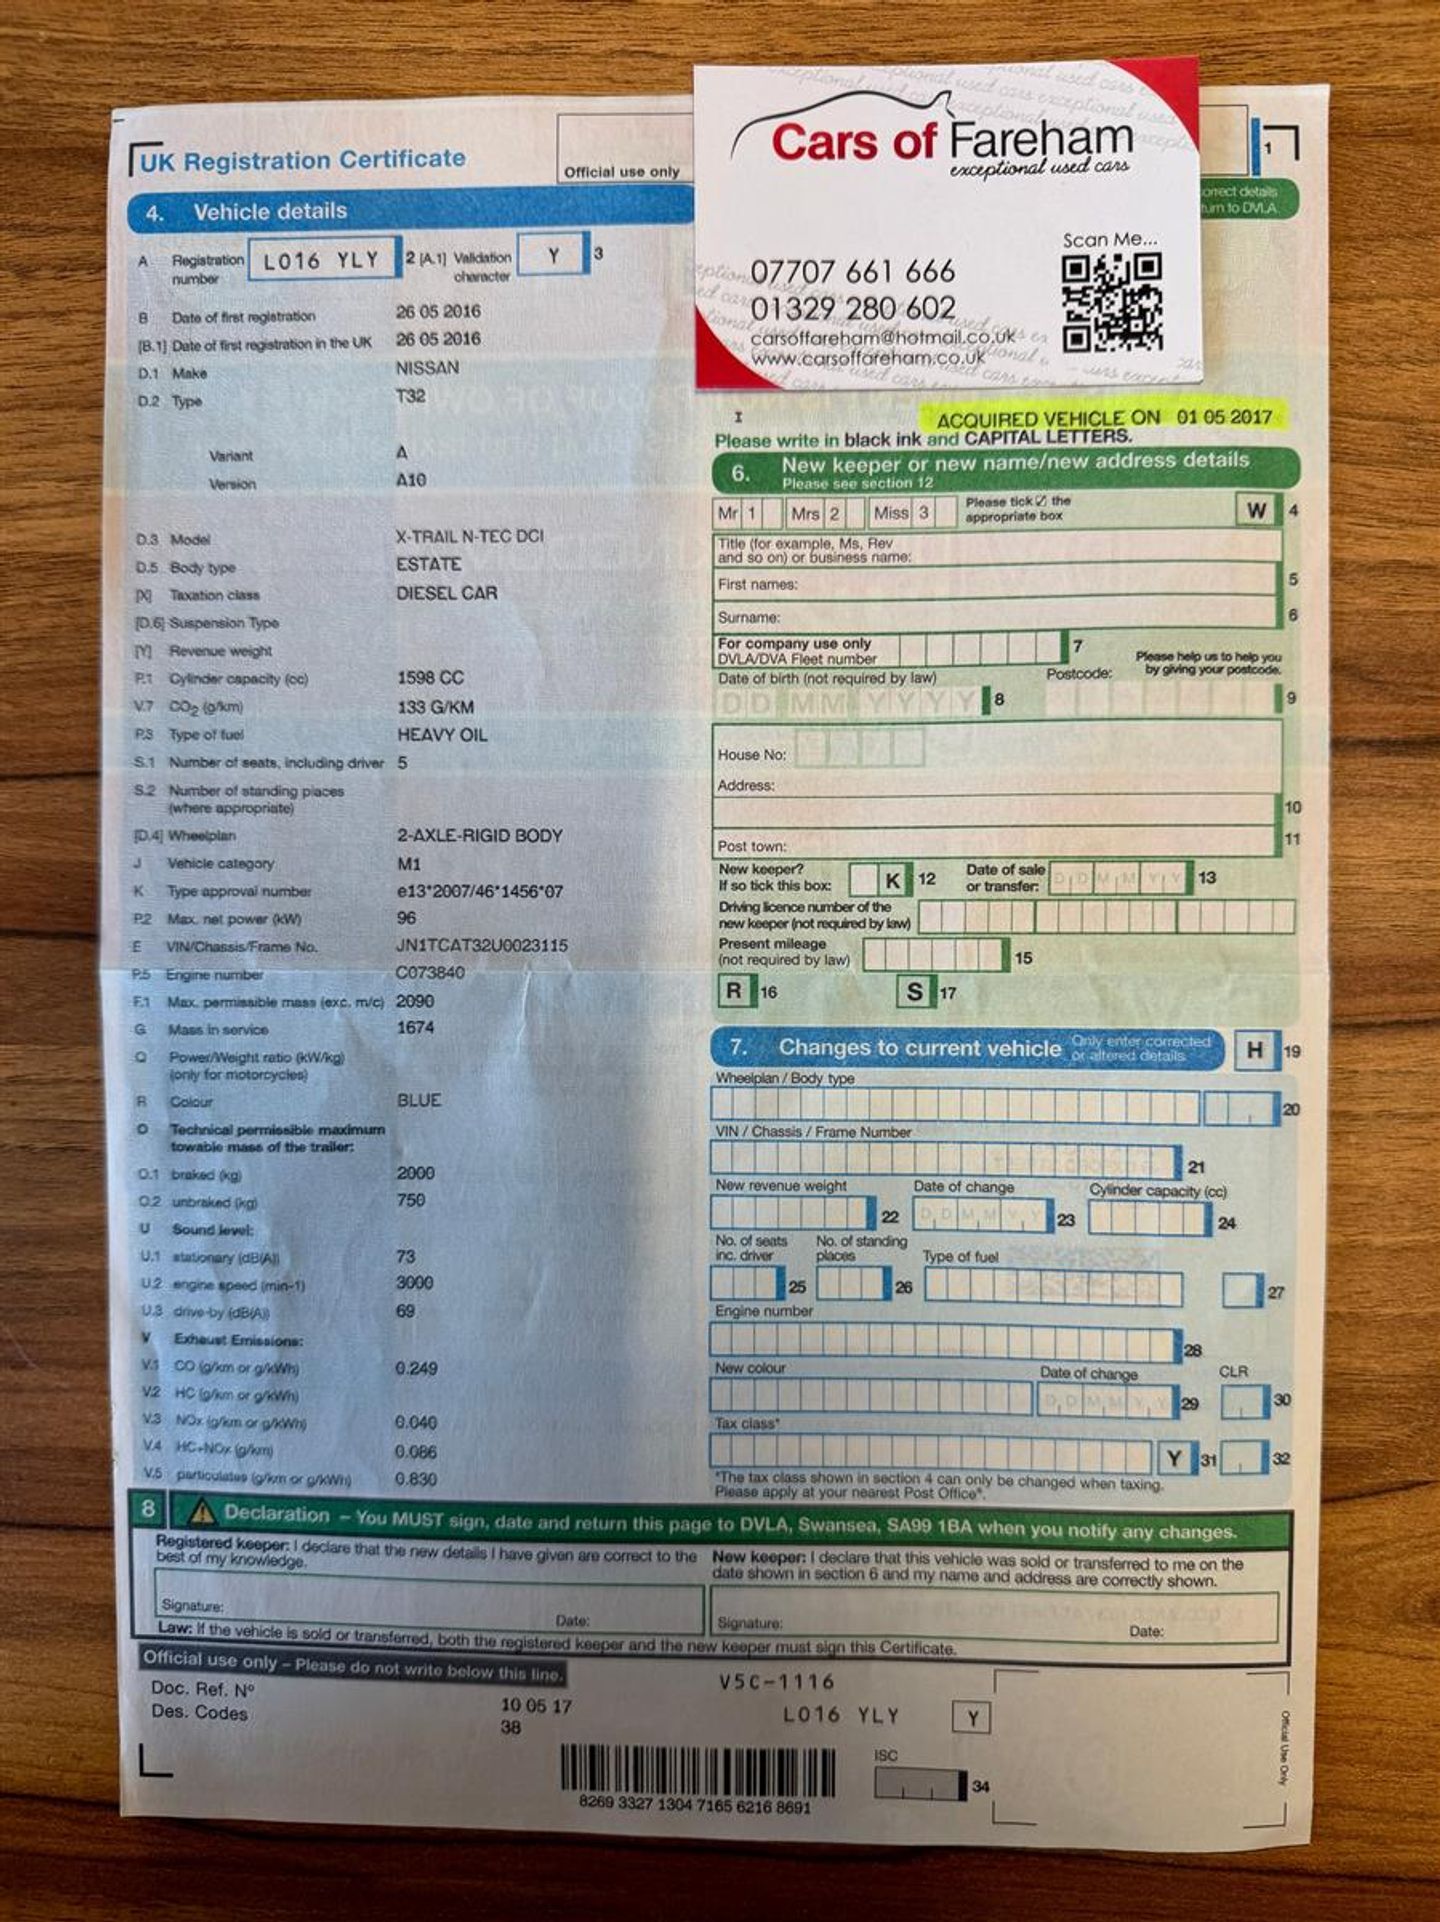 UK Registration Certificate
Official use only
1
4. Vehicle details
orrect details
turn to DVLA
A Registration number LO16 YLY 2 [A.1] Validation character Y 3
B Date of first registration 26 05 2016
[B.1] Date of first registration in the UK 26 05 2016
D.1 Make NISSAN
D.2 Type T32
Variant A
Version A10
D.3 Model X-TRAIL N-TEC DCI
D.5 Body type ESTATE
[X] Taxation class DIESEL CAR
[D.6] Suspension Type
[Y] Revenue weight
P.1 Cylinder capacity (cc) 1598 CC
V.7 CO2 (g/km) 133 G/KM
P.3 Type of fuel HEAVY OIL
S.1 Number of seats, including driver 5
S.2 Number of standing places
(where appropriate)
[D.4] Wheelplan 2-AXLE-RIGID BODY
J Vehicle category M1
K Type approval number e13*2007/46*1456*07
P.2 Max. net power (kW) 96
E VIN/Chassis/Frame No. JN1TCAT32U0023115
P.5 Engine number C073840
F.1 Max. permissible mass (exc. m/c) 2090
G Mass in service 1674
Q Power/Weight ratio (kW/kg)
(only for motorcycles)
R Colour BLUE
O Technical permissible maximum
towable mass of the trailer:
O.1 braked (kg) 2000
O.2 unbraked (kg) 750
U Sound level:
U.1 stationary (dB(A)) 73
U.2 engine speed (min-1) 3000
U.3 drive-by (dB(A)) 69
V Exhaust Emissions:
V.1 CO (g/km or g/kWh) 0.249
V.2 HC (g/km or g/kWh)
V.3 NOx (g/km or g/kWh) 0.040
V.4 HC+NOx (g/km) 0.086
V.5 particulates (g/km or g/kWh) 0.830
Cars of Fareham
exceptional used cars
Scan Me...
07707 661 666
01329 280 602
carsoffareham@hotmail.co.uk
www.carsoffareham.co.uk
I ACQUIRED VEHICLE ON 01 05 2017
Please write in black ink and CAPITAL LETTERS.
6. New keeper or new name/new address details
Please see section 12
Mr 1 Mrs 2 Miss 3 Please tick ☑ the appropriate box W 4
Title (for example, Ms, Rev
and so on) or business name:
First names: 5
Surname: 6
For company use only
DVLA/DVA Fleet number 7
Please help us to help you
by giving your postcode.
Date of birth (not required by law) Postcode:
D D M M Y Y Y Y 8 9
House No:
Address:
10
Post town: 11
New keeper?
If so tick this box: K 12 Date of sale or transfer: D D M M Y Y 13
Driving licence number of the
new keeper (not required by law)
Present mileage
(not required by law) 15
R 16 S 17
7. Changes to current vehicle Only enter corrected or altered details H 19
Wheelplan / Body type
20
VIN / Chassis / Frame Number
21
New revenue weight Date of change Cylinder capacity (cc)
22 D D M M Y Y 23 24
No. of seats inc. driver No. of standing places Type of fuel
25 26 27
Engine number
28
New colour Date of change CLR
D D M M Y Y 29 30
Tax class*
Y 31 32
*The tax class shown in section 4 can only be changed when taxing.
Please apply at your nearest Post Office®.
8 Declaration – You MUST sign, date and return this page to DVLA, Swansea, SA99 1BA when you notify any changes.
Registered keeper: I declare that the new details I have given are correct to the
best of my knowledge.
Signature: Date:
New keeper: I declare that this vehicle was sold or transferred to me on the
date shown in section 6 and my name and address are correctly shown.
Signature: Date:
Law: If the vehicle is sold or transferred, both the registered keeper and the new keeper must sign this Certificate.
Official use only – Please do not write below this line.
Doc. Ref. Nº 10 05 17
Des. Codes 38
V5C-1116
LO16 YLY Y
ISC
34
8269 3327 1304 7165 6216 8691
Official Use Only